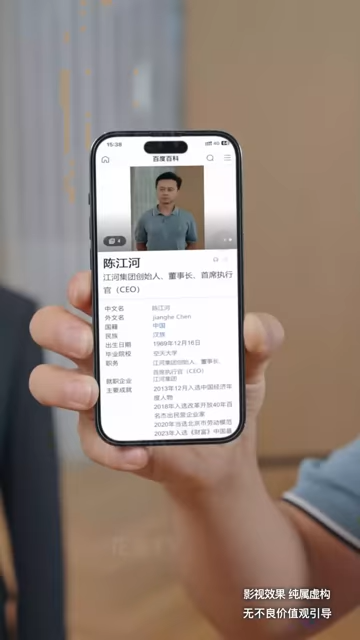 15:28
百度百科
4
陈江河
江河集团创始人、董事长、首席执行
官（CEO）
中文名 陈江河
外文名 Jianghe Chen
国籍 中国
民族 汉族
出生日期 1989年12月16日
毕业院校 空天大学
职务 江河集团创始人、董事长、
首席执行官（CEO）
就职企业 江河集团
主要成就 2013年12月入选中国经济年
度人物
2018年入选改革开放40年百
名杰出民营企业家
2020年当选北京市劳动模范
2023年入选《财富》中国最
影视效果 纯属虚构
无不良价值观引导